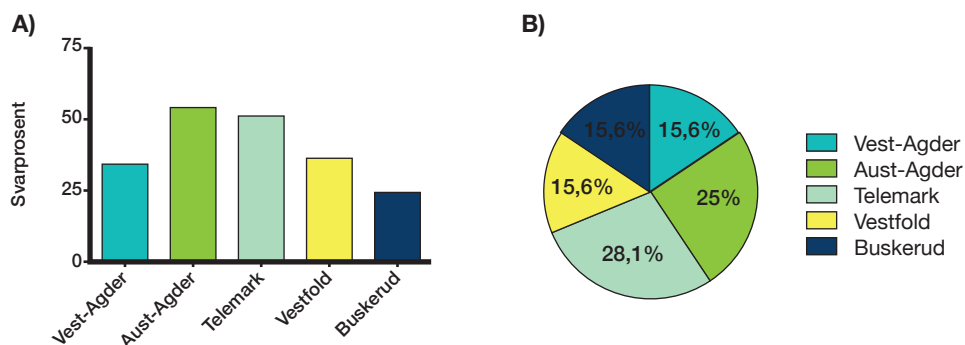 A)
Svarprosent
75
50
25
0
Vest-Agder
Aust-Agder
Telemark
Vestfold
Buskerud
B)
15,6%
15,6%
25%
28,1%
15,6%
Vest-Agder
Aust-Agder
Telemark
Vestfold
Buskerud